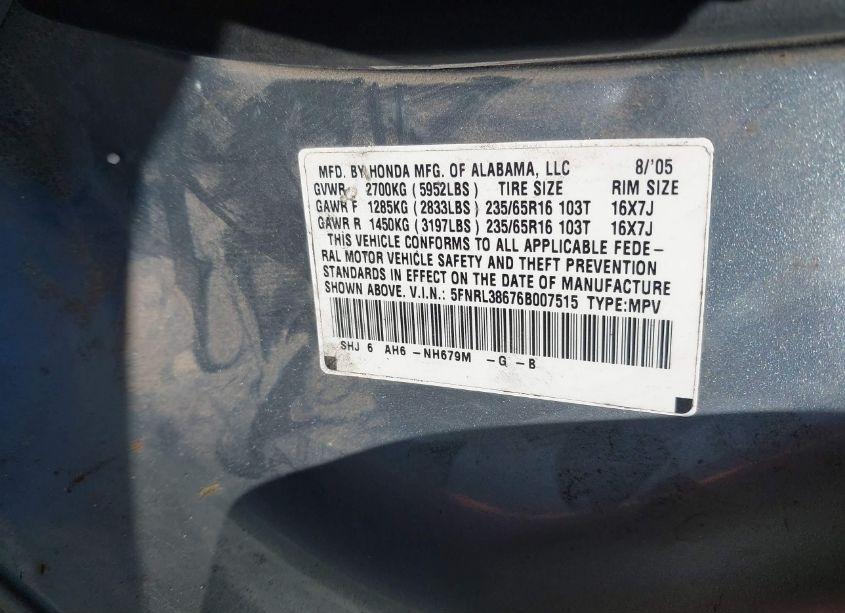 MFD. BY HONDA MFG. OF ALABAMA, LLC 8/'05
GVWR 2700KG (5952LBS) TIRE SIZE RIM SIZE
GAWR F 1285KG (2833LBS) 235/65R16 103T 16X7J
GAWR R 1450KG (3197LBS) 235/65R16 103T 16X7J
THIS VEHICLE CONFORMS TO ALL APPLICABLE FEDE-
RAL MOTOR VEHICLE SAFETY AND THEFT PREVENTION
STANDARDS IN EFFECT ON THE DATE OF MANUFACTURE
SHOWN ABOVE. V.I.N.: 5FNRL38676B007515 TYPE:MPV
SHJ 6 AH6 -NH679M -G -B